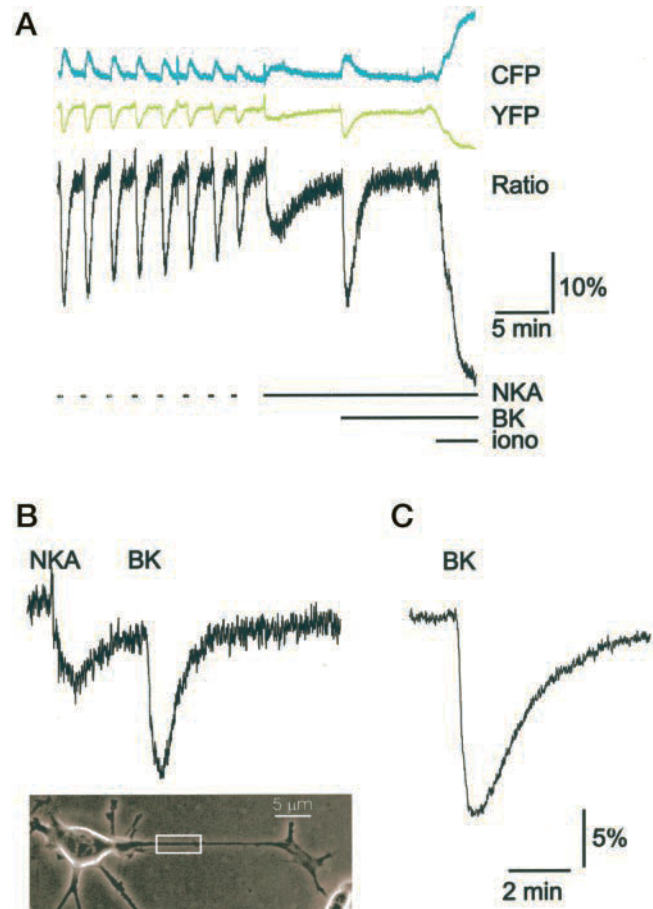 A
CFP
YFP
Ratio
10%
5 min
NKA
BK
iono
B
NKA BK
5 μm
C
BK
5%
2 min